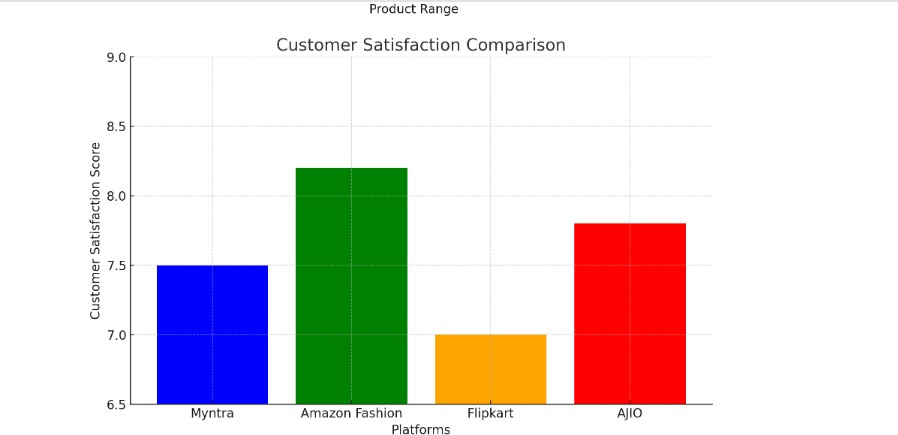 Product Range
Customer Satisfaction Comparison
9.0
8.5
8.0
7.5
7.0
6.5
Customer Satisfaction Score
Myntra Amazon Fashion Flipkart AJIO
Platforms